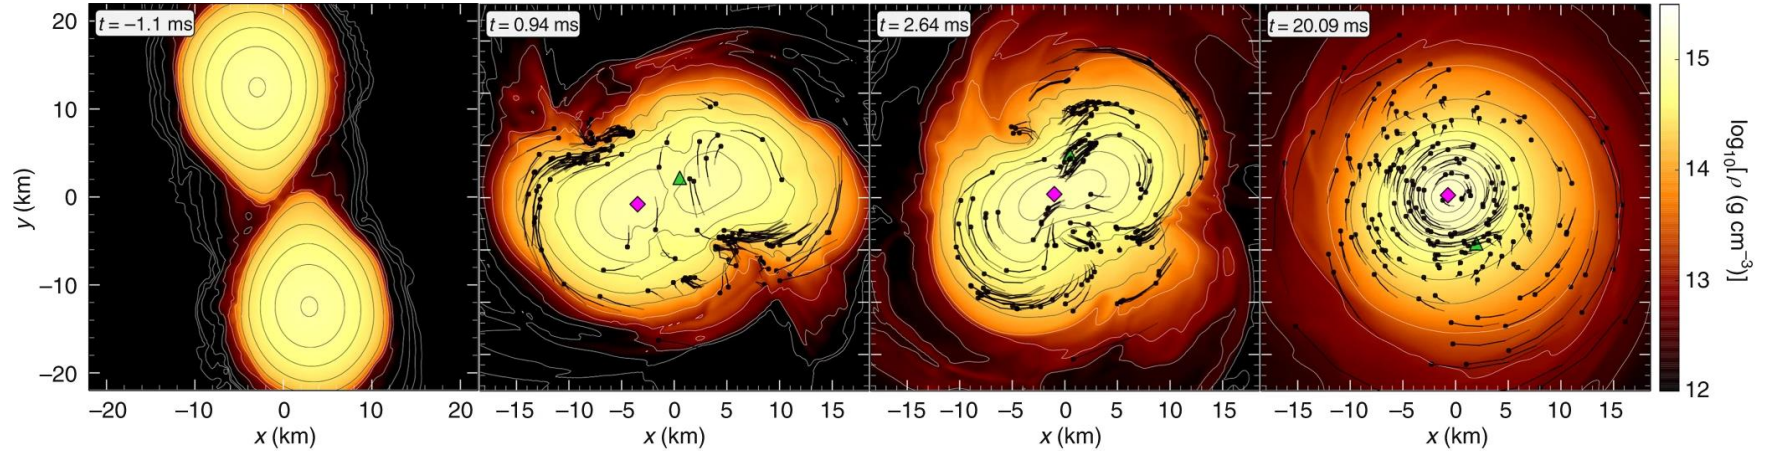 t = −1.1 ms
t = 0.94 ms
t = 2.64 ms
t = 20.09 ms
20
10
0
−10
−20
y (km)
−20 −10 0 10 20
−15 −10 −5 0 5 10 15
−15 −10 −5 0 5 10 15
−15 −10 −5 0 5 10 15
x (km)
x (km)
x (km)
x (km)
15
14
13
12
log₁₀[ρ (g cm⁻³)]